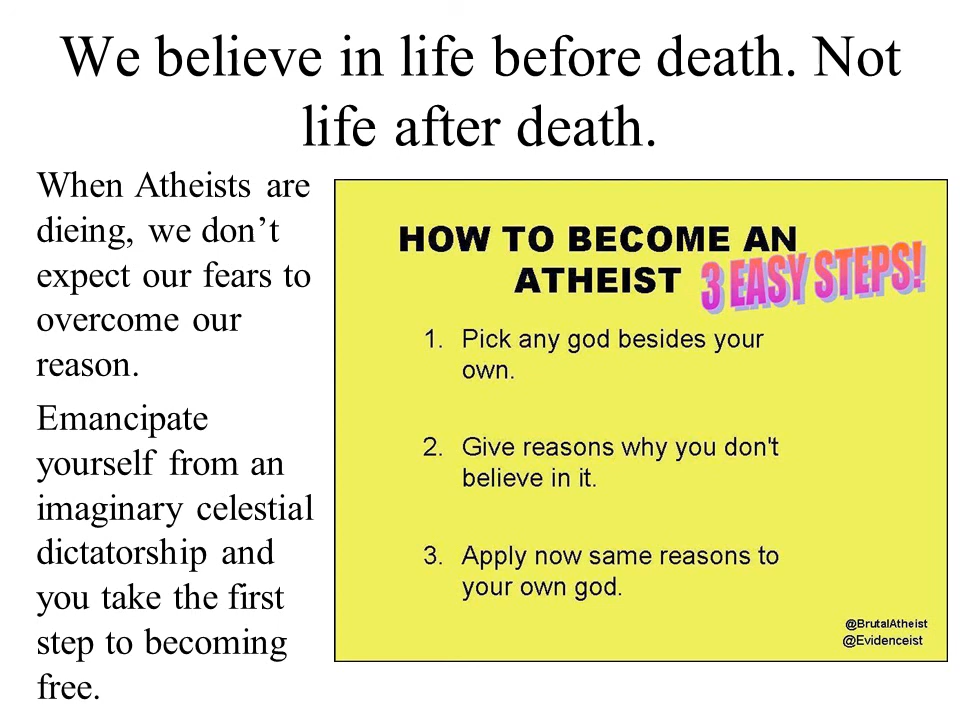 We believe in life before death. Not
life after death.
When Atheists are
dieing, we don’t
expect our fears to
overcome our
reason.
Emancipate
yourself from an
imaginary celestial
dictatorship and
you take the first
step to becoming
free.
HOW TO BECOME AN
ATHEIST 3 EASY STEPS!
1. Pick any god besides your
own.
2. Give reasons why you don't
believe in it.
3. Apply now same reasons to
your own god.
@BrutalAtheist
@Evidenceist